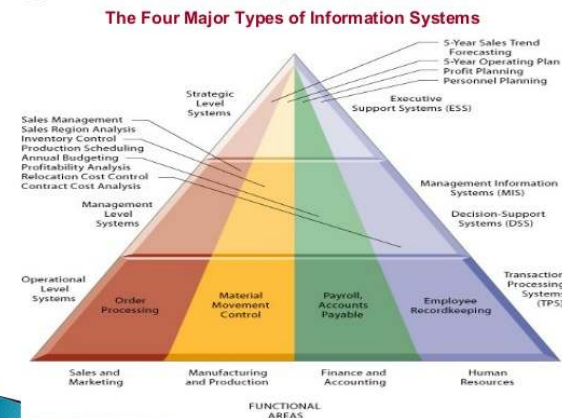 The Four Major Types of Information Systems
5-Year Sales Trend
Forecasting
5-Year Operating Plan
Profit Planning
Personnel Planning
Strategic
Level
Systems
Executive
Support Systems (ESS)
Sales Management
Sales Region Analysis
Inventory Control
Production Scheduling
Annual Budgeting
Profitability Analysis
Relocation Cost Control
Contract Cost Analysis
Management
Level
Systems
Management Information
Systems (MIS)
Decision-Support
Systems (DSS)
Operational
Level
Systems
Transaction
Processing
Systems
(TPS)
Order
Processing
Material
Movement
Control
Payroll,
Accounts
Payable
Employee
Recordkeeping
Sales and
Marketing
Manufacturing
and Production
Finance and
Accounting
Human
Resources
FUNCTIONAL
AREAS